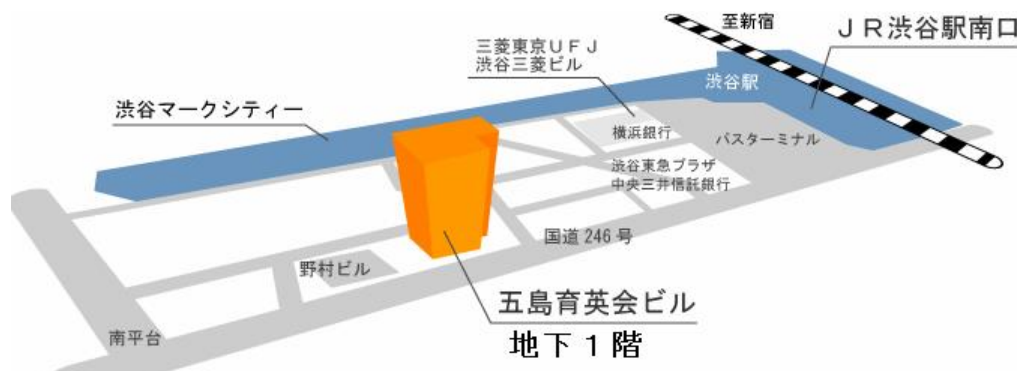 至新宿
ＪＲ渋谷駅南口
三菱東京ＵＦＪ
渋谷三菱ビル
渋谷駅
渋谷マークシティー
横浜銀行
バスターミナル
渋谷東急プラザ
中央三井信託銀行
国道246号
野村ビル
五島育英会ビル
南平台
地下１階